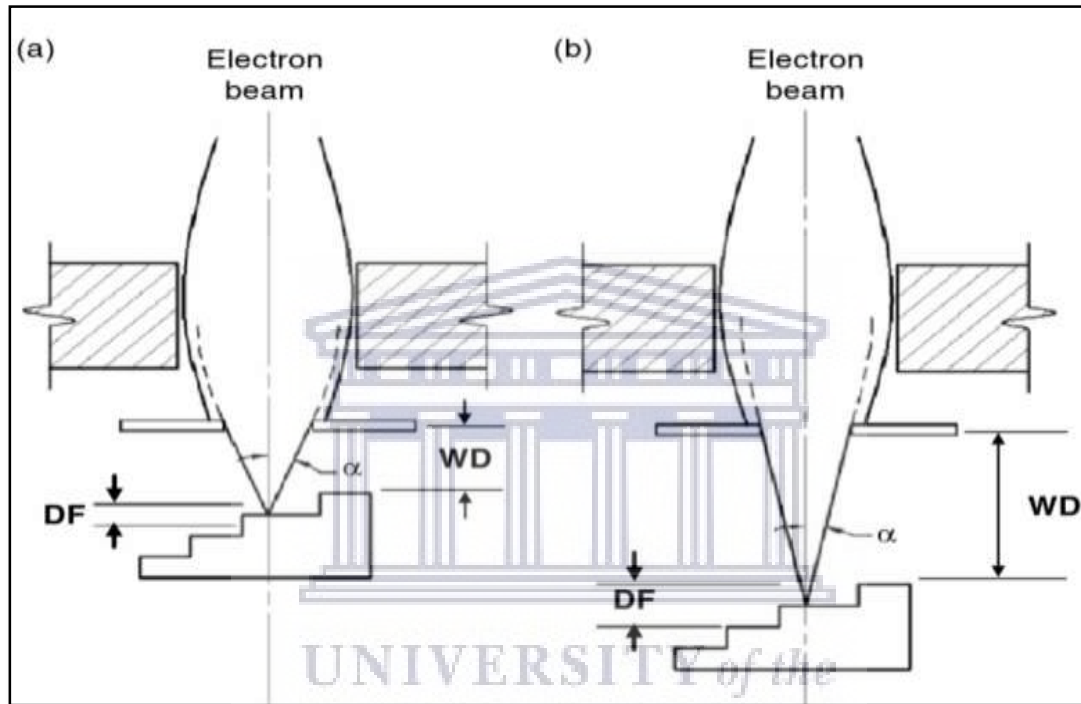 (a)
Electron
beam
WD
α
DF
(b)
Electron
beam
WD
α
DF
UNIVERSITY of the